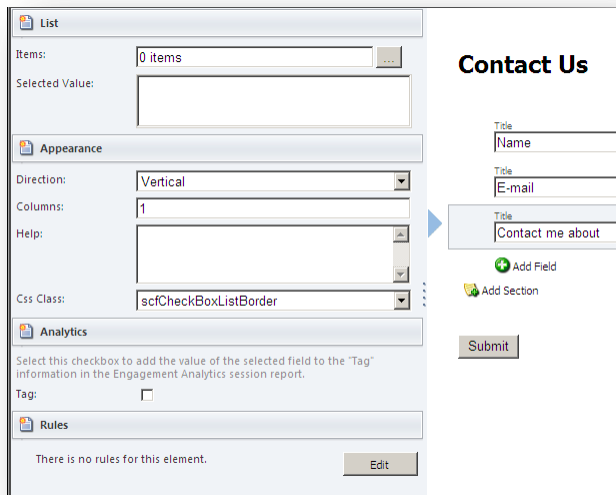 List
Items:
0 items
...
Selected Value:
Appearance
Direction:
Vertical
Columns:
1
Help:
Css Class:
scfCheckBoxListBorder
Analytics
Select this checkbox to add the value of the selected field to the "Tag"
information in the Engagement Analytics session report.
Tag:
Rules
There is no rules for this element.
Edit
Contact Us
Title
Name
Title
E-mail
Title
Contact me about
Add Field
Add Section
Submit